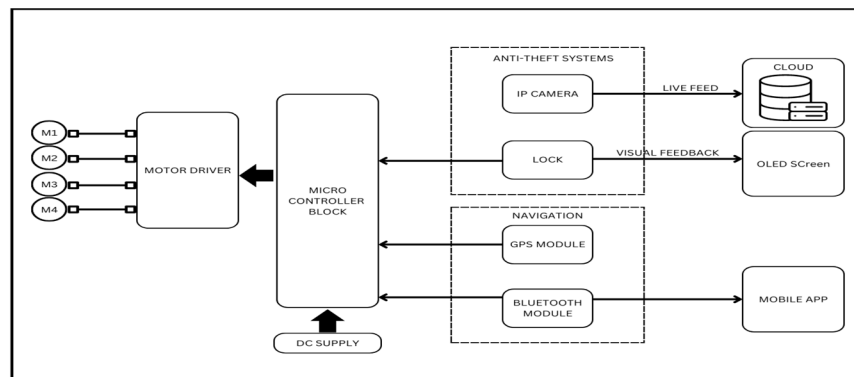 ANTI-THEFT SYSTEMS
CLOUD
IP CAMERA
LIVE FEED
M1
M2
M3
M4
MOTOR DRIVER
MICRO
CONTROLLER
BLOCK
LOCK
VISUAL FEEDBACK
OLED SCreen
NAVIGATION
GPS MODULE
BLUETOOTH
MODULE
MOBILE APP
DC SUPPLY